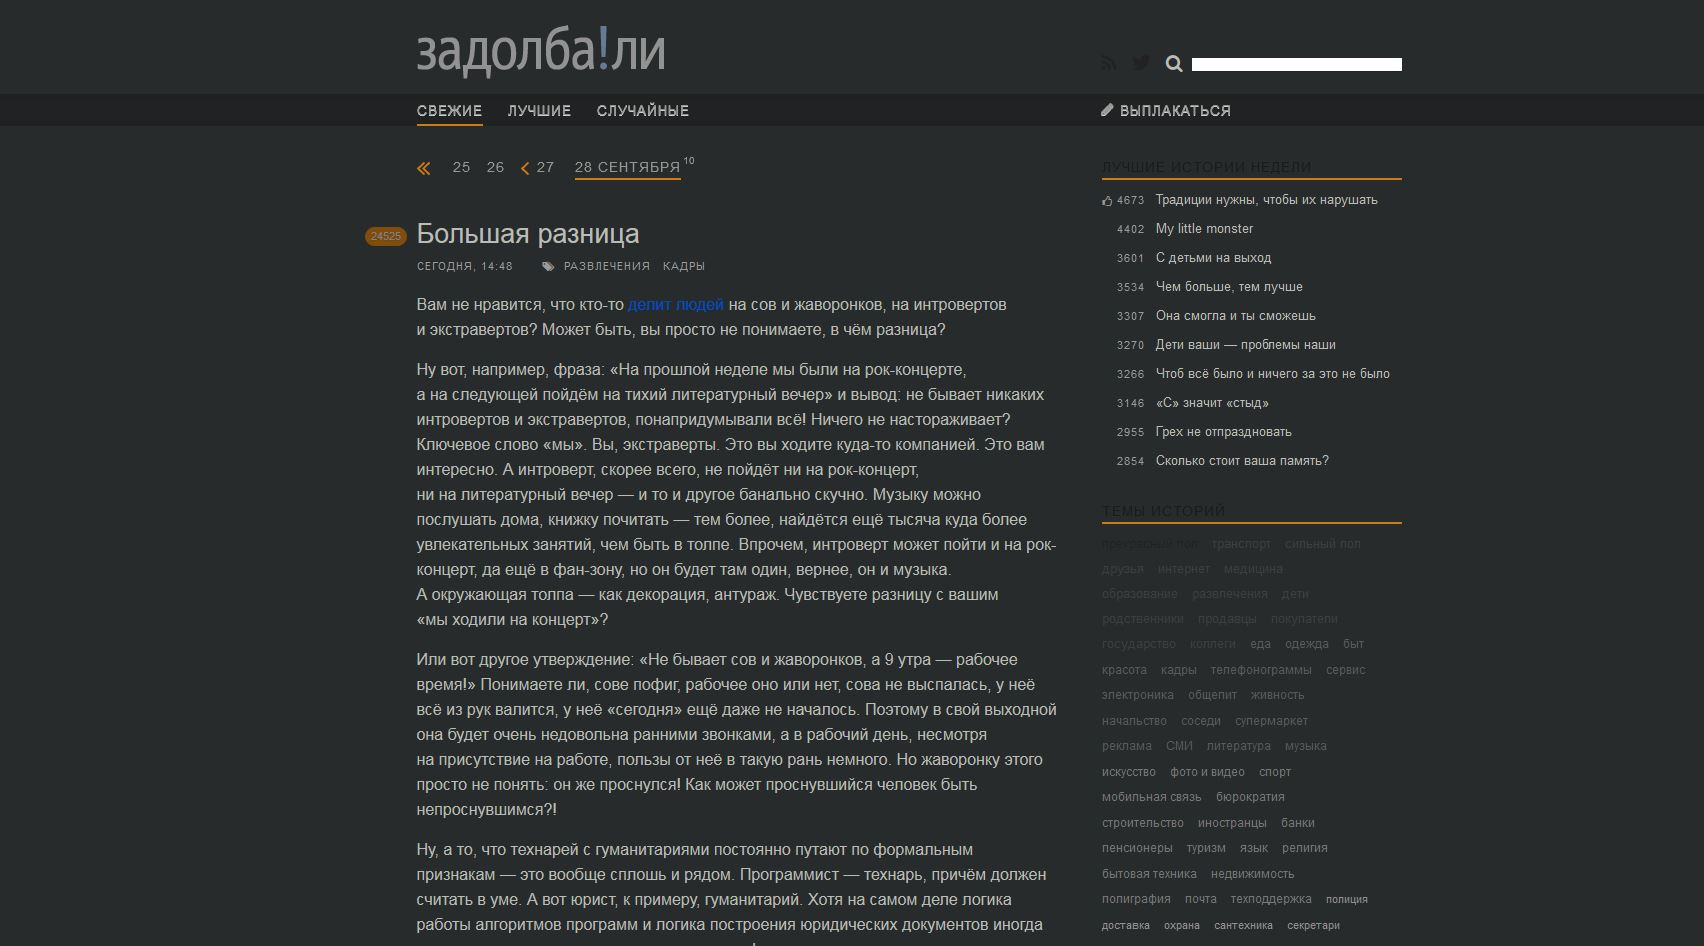 задолба!ли
СВЕЖИЕ ЛУЧШИЕ СЛУЧАЙНЫЕ
ВЫПЛАКАТЬСЯ
25 26 27 28 СЕНТЯБРЯ 10
24525
Большая разница
СЕГОДНЯ, 14:48 РАЗВЛЕЧЕНИЯ КАДРЫ
Вам не нравится, что кто-то делит людей на сов и жаворонков, на интровертов
и экстравертов? Может быть, вы просто не понимаете, в чём разница?
Ну вот, например, фраза: «На прошлой неделе мы были на рок-концерте,
а на следующей пойдём на тихий литературный вечер» и вывод: не бывает никаких
интровертов и экстравертов, понапридумывали всё! Ничего не настораживает?
Ключевое слово «мы». Вы, экстраверты. Это вы ходите куда-то компанией. Это вам
интересно. А интроверт, скорее всего, не пойдёт ни на рок-концерт,
ни на литературный вечер — и то и другое банально скучно. Музыку можно
послушать дома, книжку почитать — тем более, найдётся ещё тысяча куда более
увлекательных занятий, чем быть в толпе. Впрочем, интроверт может пойти и на рок-
концерт, да ещё в фан-зону, но он будет там один, вернее, он и музыка.
А окружающая толпа — как декорация, антураж. Чувствуете разницу с вашим
«мы ходили на концерт»?
Или вот другое утверждение: «Не бывает сов и жаворонков, а 9 утра — рабочее
время!» Понимаете ли, сове пофиг, рабочее оно или нет, сова не выспалась, у неё
всё из рук валится, у неё «сегодня» ещё даже не началось. Поэтому в свой выходной
она будет очень недовольна ранними звонками, а в рабочий день, несмотря
на присутствие на работе, пользы от неё в такую рань немного. Но жаворонку этого
просто не понять: он же проснулся! Как может проснувшийся человек быть
непроснувшимся?!
Ну, а то, что технарей с гуманитариями постоянно путают по формальным
признакам — это вообще сплошь и рядом. Программист — технарь, причём должен
считать в уме. А вот юрист, к примеру, гуманитарий. Хотя на самом деле логика
работы алгоритмов программ и логика построения юридических документов иногда
ЛУЧШИЕ ИСТОРИИ НЕДЕЛИ
4673 Традиции нужны, чтобы их нарушать
4402 My little monster
3601 С детьми на выход
3534 Чем больше, тем лучше
3307 Она смогла и ты сможешь
3270 Дети ваши — проблемы наши
3266 Чтоб всё было и ничего за это не было
3146 «С» значит «стыд»
2955 Грех не отпраздновать
2854 Сколько стоит ваша память?
ТЕМЫ ИСТОРИЙ
прекрасный пол транспорт сильный пол
друзья интернет медицина
образование развлечения дети
родственники продавцы покупатели
государство коллеги еда одежда быт
красота кадры телефонограммы сервис
электроника общепит живность
начальство соседи супермаркет
реклама СМИ литература музыка
искусство фото и видео спорт
мобильная связь бюрократия
строительство иностранцы банки
пенсионеры туризм язык религия
бытовая техника недвижимость
полиграфия почта техподдержка полиция
доставка охрана сантехника секретари